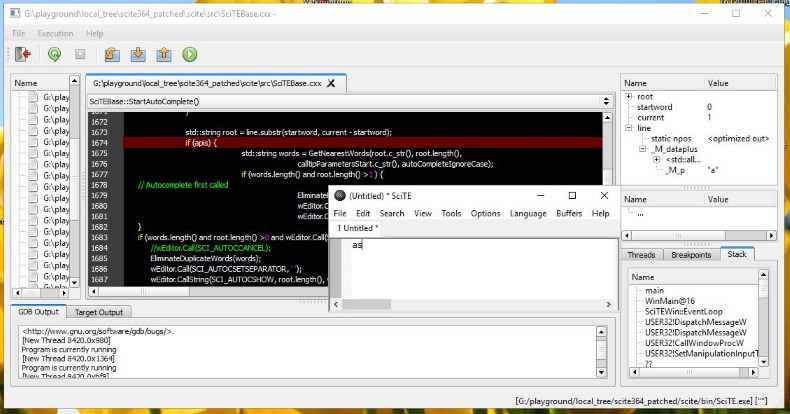 G:\playground\local_tree\scite364_patched\scite\src\SciTEBase.cxx -
File Execution Help
Name
G:\play
G:\play
G:\play
G:\play
G:\play
G:\play
G:\play
G:\play
G:\play
G:\play
G:\play
G:\playground\local_tree\scite364_patched\scite\src\SciTEBase.cxx
SciTEBase::StartAutoComplete()
1671 }
1672
1673 std::string root = line.substr(startword, current - startword);
1674 if (apis) {
1675 std::string words = GetNearestWords(root.c_str(), root.length(),
1676 calltipParametersStart.c_str(), autoCompleteIgnoreCase);
1677 if (words.length() and root.length() >1 ) {
1678 // Autocomplete first called
1679
1680 Eliminate
1681 wEditor.C
1682 wEditor.C
1682 }
1683 if (words.length() and root.length() >0 and wEditor.Call(
1684 //wEditor.Call(SCI_AUTOCCANCEL);
1685 EliminateDuplicateWords(words);
1686 wEditor.Call(SCI_AUTOCSETSEPARATOR, ' ');
1687 wEditor.CallString(SCI_AUTOCSHOW, root.length(),
(Untitled) * SciTE
File Edit Search View Tools Options Language Buffers Help
1 Untitled *
as
Name Value
root
startword 0
current 1
line
static npos <optimized out>
_M_dataplus
<std::all...
_M_p "a"
Name Value
...
Threads Breakpoints Stack
Name
main
WinMain@16
SciTEWin::EventLoop
USER32!DispatchMessageW
USER32!DispatchMessageW
USER32!CallWindowProcW
USER32!SetManipulationInputT
??
GDB Output Target Output
<http://www.gnu.org/software/gdb/bugs/>.
[New Thread 8420.0x980]
Program is currently running
[New Thread 8420.0x1364]
Program is currently running
[New Thread 8420.0xbf8]
[G:/playground/local_tree/scite364_patched/scite/bin/SciTE.exe] [""]